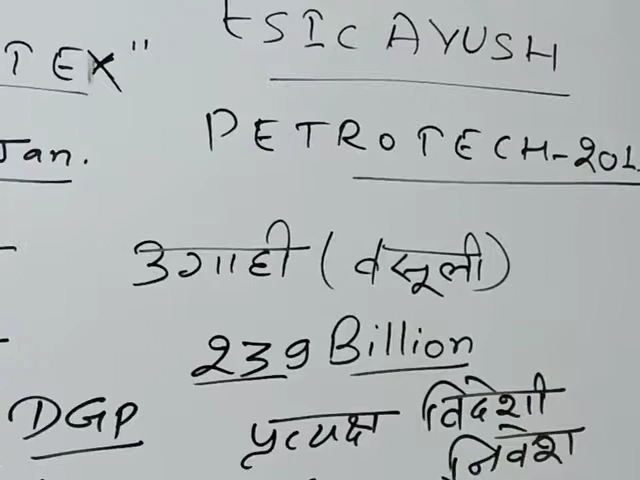 ESIC AYUSH
TEX"
PETROTECH-201
Jan.
उगाही (वसूली)
239 Billion
DGP
प्रत्यक्ष विदेशी
निवेश